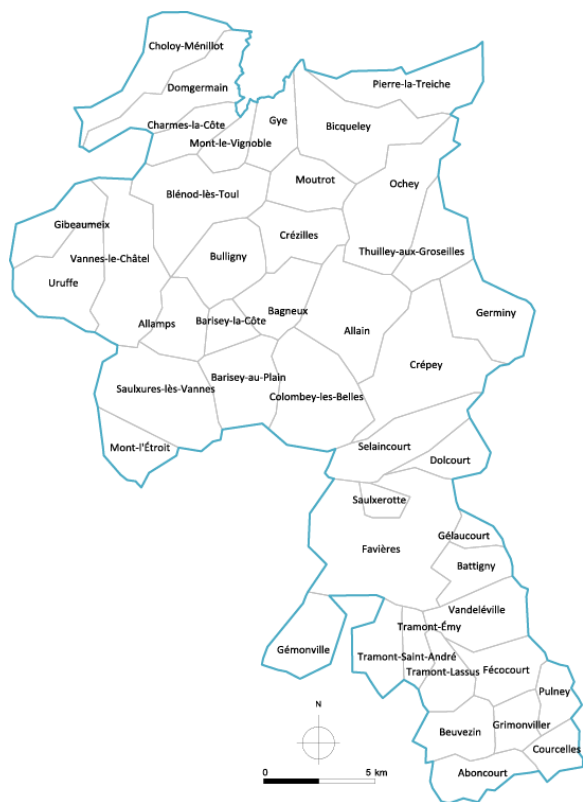 Choloy-Ménillot
Domgermain
Pierre-la-Treiche
Charmes-la-Côte
Gye
Bicqueley
Mont-le-Vignoble
Moutrot
Ochey
Blénod-lès-Toul
Gibeaumeix
Crézilles
Vannes-le-Châtel
Bulligny
Thuilley-aux-Groseilles
Uruffe
Bagneux
Germiny
Allamps
Barisey-la-Côte
Allain
Crépey
Barisey-au-Plain
Saulxures-lès-Vannes
Colombey-les-Belles
Mont-l'Étroit
Selaincourt
Dolcourt
Saulxerotte
Gélaucourt
Favières
Battigny
Vandeléville
Tramont-Émy
Gémonville
Tramont-Saint-André
Fécocourt
Tramont-Lassus
Pulney
N
Grimonviller
Beuvezin
Courcelles
Aboncourt
0 5 km